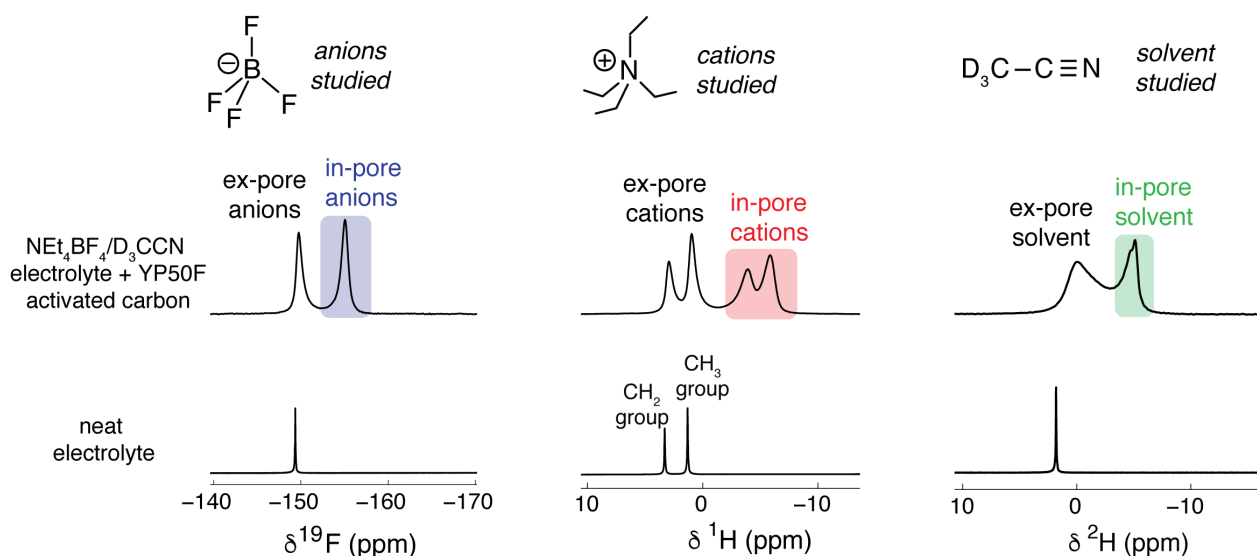 F
⊖
B
F
F
F
anions
studied
⊕
N
cations
studied
D₃C–C≡N
solvent
studied
NEt₄BF₄/D₃CCN
electrolyte + YP50F
activated carbon
ex-pore
anions
in-pore
anions
ex-pore
cations
in-pore
cations
ex-pore
solvent
in-pore
solvent
neat
electrolyte
CH₂
group
CH₃
group
−140 −150 −160 −170
δ ¹⁹F (ppm)
10 0 −10
δ ¹H (ppm)
10 0 −10
δ ²H (ppm)